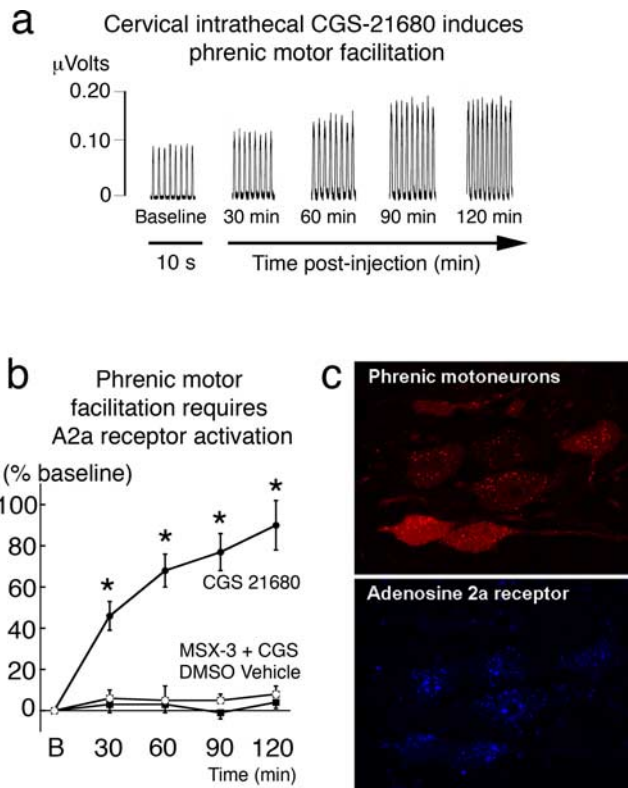 a
Cervical intrathecal CGS-21680 induces
phrenic motor facilitation
μVolts
0.20
0.10
0
Baseline 30 min 60 min 90 min 120 min
10 s Time post-injection (min)
b
Phrenic motor
facilitation requires
A2a receptor activation
(% baseline)
100
80
60
40
20
0
* * * *
CGS 21680
MSX-3 + CGS
DMSO Vehicle
B 30 60 90 120
Time (min)
c
Phrenic motoneurons
Adenosine 2a receptor